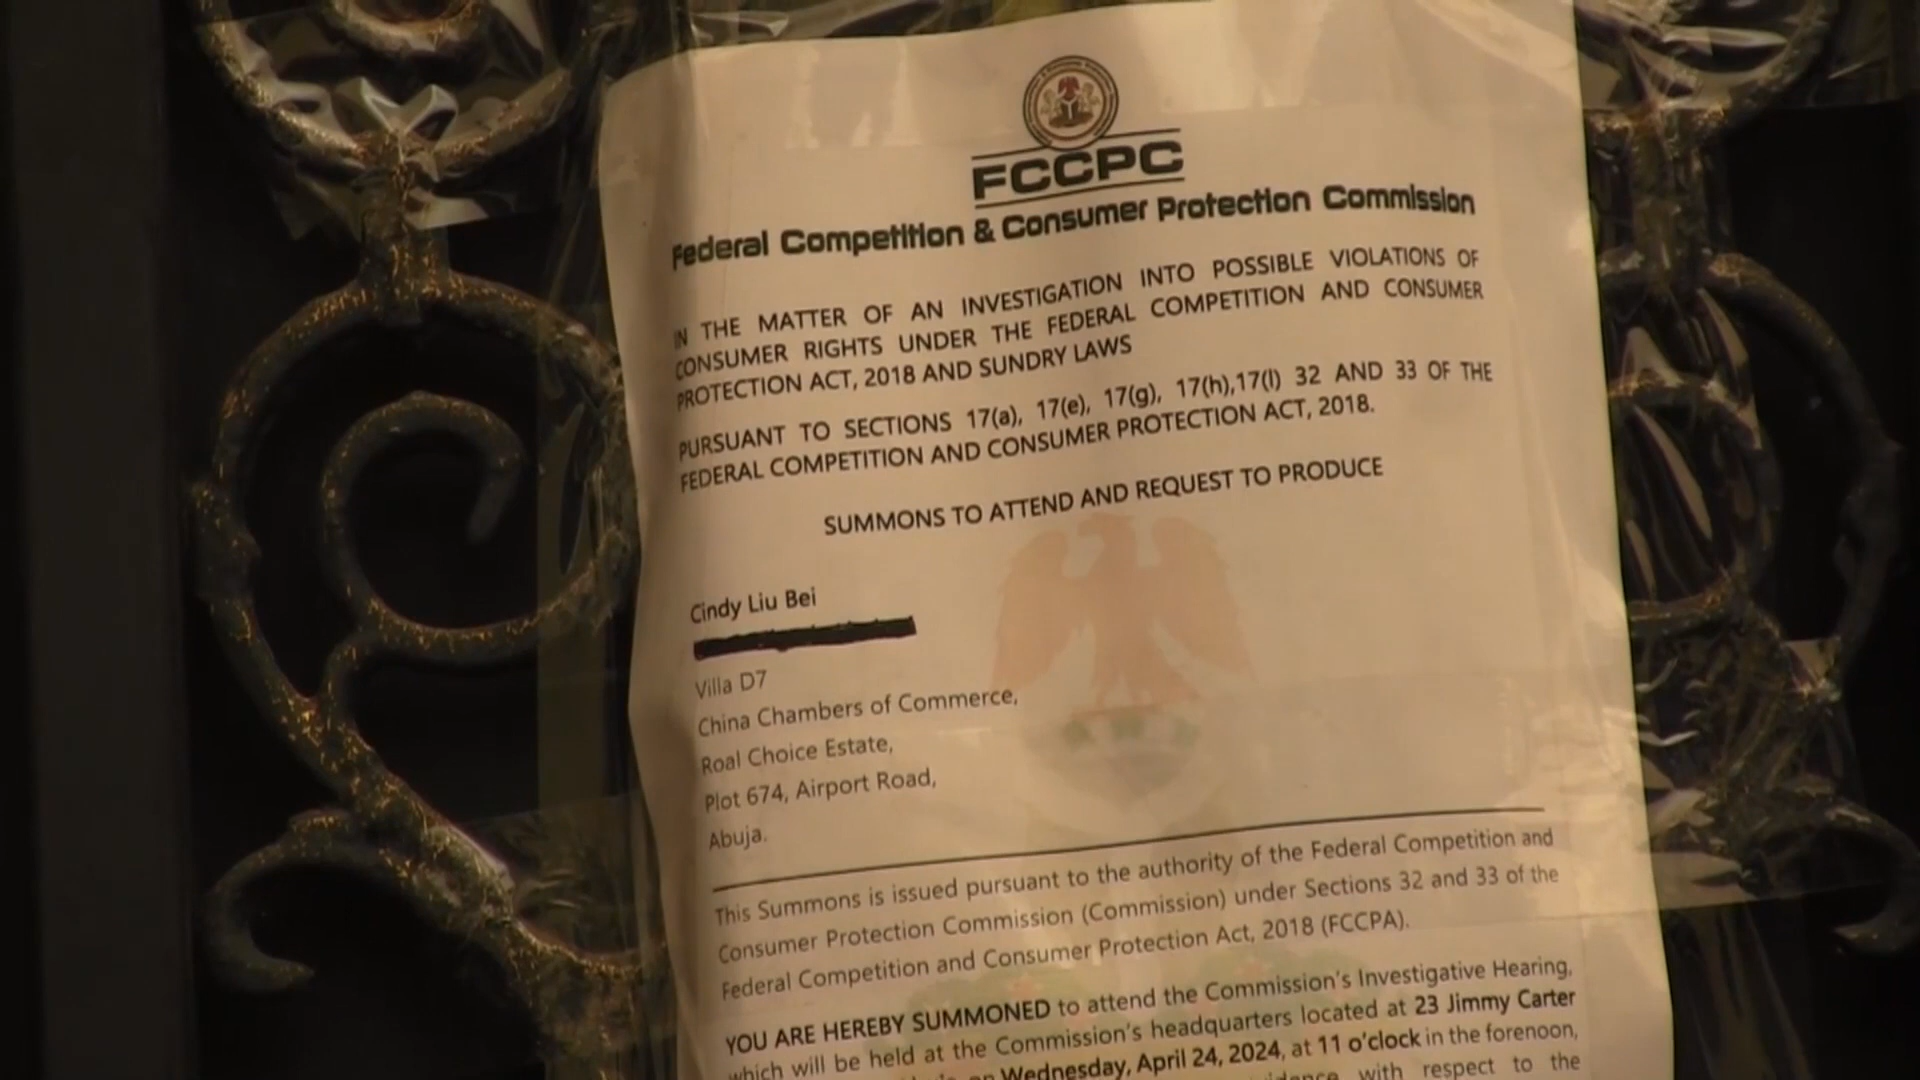 FCCPC
Federal Competition & Consumer Protection Commission
IN THE MATTER OF AN INVESTIGATION INTO POSSIBLE VIOLATIONS OF
CONSUMER RIGHTS UNDER THE FEDERAL COMPETITION AND CONSUMER
PROTECTION ACT, 2018 AND SUNDRY LAWS
PURSUANT TO SECTIONS 17(a), 17(e), 17(g), 17(h),17(l) 32 AND 33 OF THE
FEDERAL COMPETITION AND CONSUMER PROTECTION ACT, 2018.
SUMMONS TO ATTEND AND REQUEST TO PRODUCE
Cindy Liu Bei
Villa D7
China Chambers of Commerce,
Roal Choice Estate,
Plot 674, Airport Road,
Abuja.
This Summons is issued pursuant to the authority of the Federal Competition and
Consumer Protection Commission (Commission) under Sections 32 and 33 of the
Federal Competition and Consumer Protection Act, 2018 (FCCPA).
YOU ARE HEREBY SUMMONED to attend the Commission's Investigative Hearing,
which will be held at the Commission's headquarters located at 23 Jimmy Carter
on Wednesday, April 24, 2024, at 11 o'clock in the forenoon,
with respect to the